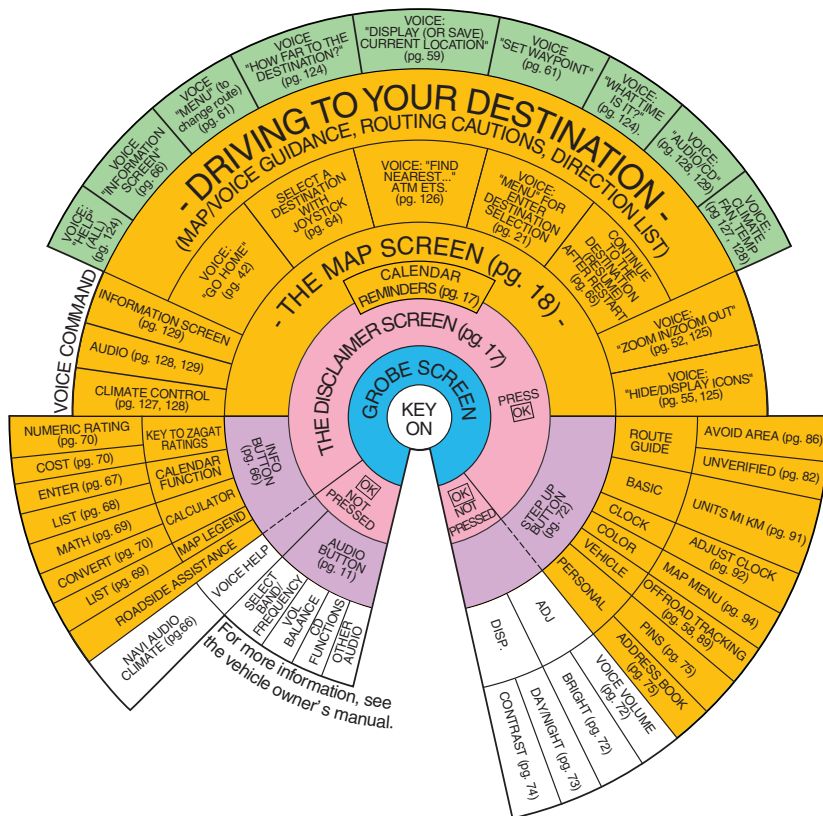 VOICE:
"HELP"
(ALL)
(pg. 124)
VOICE
"INFORMATION
SCREEN"
(pg. 66)
VOCE
"MENU" (to
change route)
(pg. 61)
VOICE
"HOW FAR TO THE
DESTINATION?"
(pg. 124)
VOICE:
"DISPLAY (OR SAVE)
CURRENT LOCATION"
(pg. 59)
VOICE
"SET WAYPOINT"
(pg. 61)
VOICE:
"WHAT TIME
IS IT?"
(pg. 124).
VOICE:
"AUDIO/CD"
(pg. 128, 129)
VOICE:
CLIMATE
FAN, TEMP
(pg 127, 128)
- DRIVING TO YOUR DESTINATION -
(MAP/VOICE GUIDANCE, ROUTING CAUTIONS, DIRECTION LIST)
VOICE:
"GO HOME"
(pg. 42)
SELECT A
DESTINATION
WITH
JOYSTICK
(pg. 64)
VOICE: "FIND
NEAREST..."
ATM ETS.
(pg. 126)
VOICE:
"MENU" FOR
ENTER
DESTINATION
SELECTION
(pg. 21)
CONTINUE
TO THE
DESTINATION
(RESUME)
AFTER RESTART
(pg. 65)
- THE MAP SCREEN (pg. 18) -
CALENDAR
REMINDERS (pg. 17)
THE DISCLAIMER SCREEN (pg. 17)
GROBE SCREEN
KEY
ON
PRESS
OK
VOICE COMMAND
INFORMATION SCREEN
(pg. 129)
AUDIO (pg. 128, 129)
CLIMATE CONTROL
(pg. 127, 128)
VOICE:
"ZOOM IN/ZOOM OUT"
(pg. 52, 125)
VOICE:
"HIDE/DISPLAY ICONS"
(pg. 55, 125)
NUMERIC RATING
(pg. 70)
COST (pg. 70)
ENTER (pg. 67)
LIST (pg. 68)
MATH (pg. 69)
CONVERT (pg. 70)
LIST (pg. 69)
KEY TO ZAGAT
RATINGS
CALENDAR
FUNCTION
CALCULATOR
MAP LEGEND
ROADSIDE ASSISTANCE
INFO
BUTTON
(pg. 66)
OK
NOT
PRESSED
VOICE HELP
NAVI AUDIO
CLIMATE (pg.66)
AUDIO
BUTTON
(pg. 11)
SELECT
BAND/
FREQUENCY
VOL
BALANCE
CD
FUNCTIONS
OTHER
AUDIO
For more information, see
the vehicle owner's manual.
OK
NOT
PRESSED
STEP UP
BUTTON
(pg. 72)
ROUTE
GUIDE
BASIC
CLOCK
COLOR
VEHICLE
PERSONAL
AVOID AREA (pg. 86)
UNVERIFIED (pg. 82)
UNITS MI KM (pg. 91)
ADJUST CLOCK
(pg. 92)
MAP MENU (pg. 94)
OFFROAD TRACKING
(pg. 58, 89)
PINS (pg. 75)
ADDRESS BOOK
(pg. 75)
DISP.
ADJ
VOICE VOLUME
(pg. 72)
BRIGHT (pg. 72)
DAY/NIGHT (pg. 73)
CONTRAST (pg. 74)